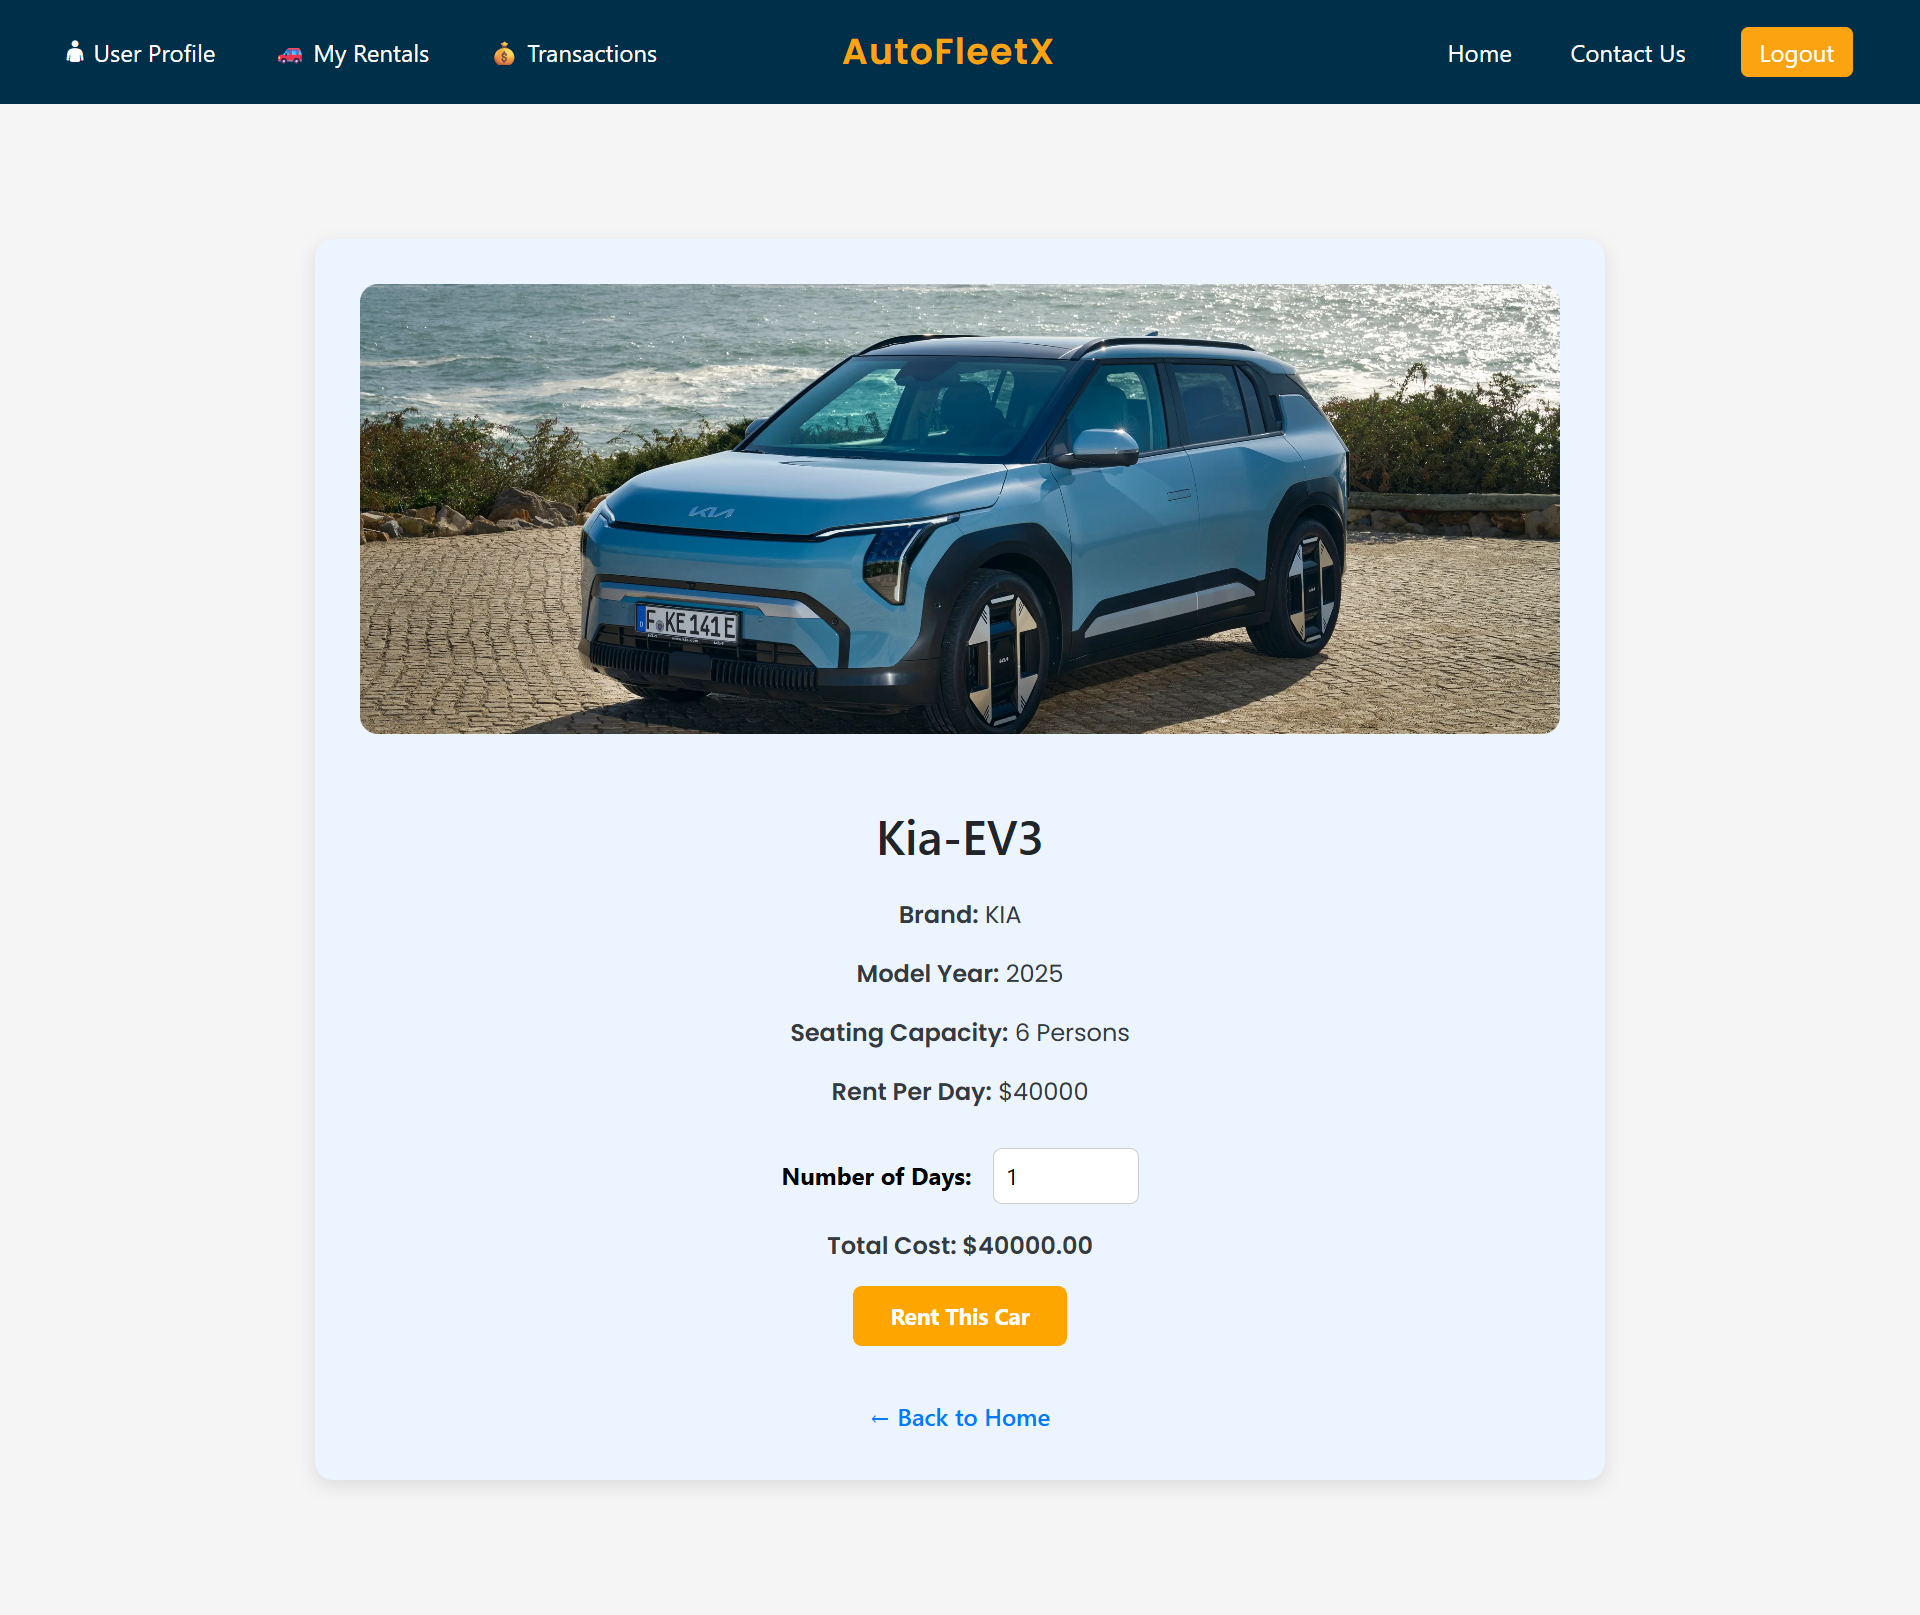 User Profile
My Rentals
Transactions
AutoFleetX
Home
Contact Us
Logout
KIA
F KE 141 E
Kia-EV3
Brand: KIA
Model Year: 2025
Seating Capacity: 6 Persons
Rent Per Day: $40000
Number of Days: 1
Total Cost: $40000.00
Rent This Car
← Back to Home